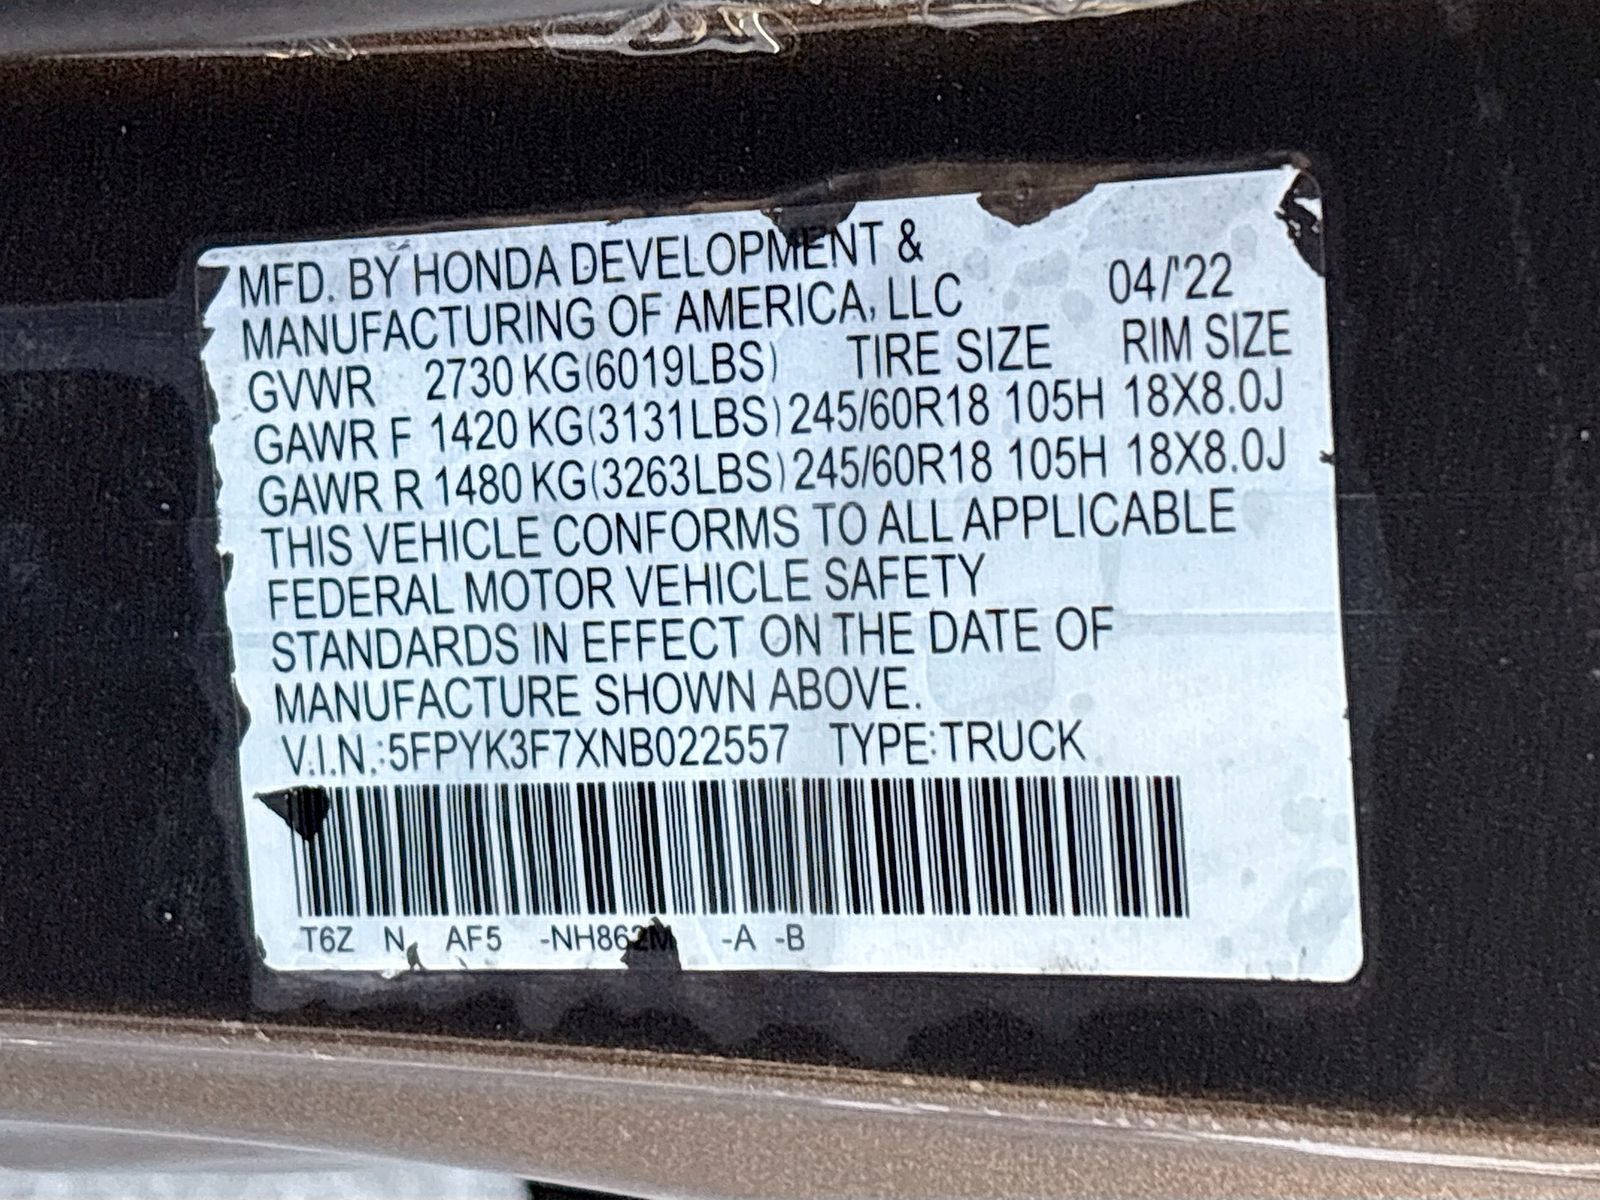 MFD. BY HONDA DEVELOPMENT &
MANUFACTURING OF AMERICA, LLC 04/'22
GVWR 2730 KG(6019LBS) TIRE SIZE RIM SIZE
GAWR F 1420 KG(3131LBS) 245/60R18 105H 18X8.0J
GAWR R 1480 KG(3263LBS) 245/60R18 105H 18X8.0J
THIS VEHICLE CONFORMS TO ALL APPLICABLE
FEDERAL MOTOR VEHICLE SAFETY
STANDARDS IN EFFECT ON THE DATE OF
MANUFACTURE SHOWN ABOVE.
V.I.N.:5FPYK3F7XNB022557 TYPE:TRUCK
T6Z N AF5 -NH862M -A -B